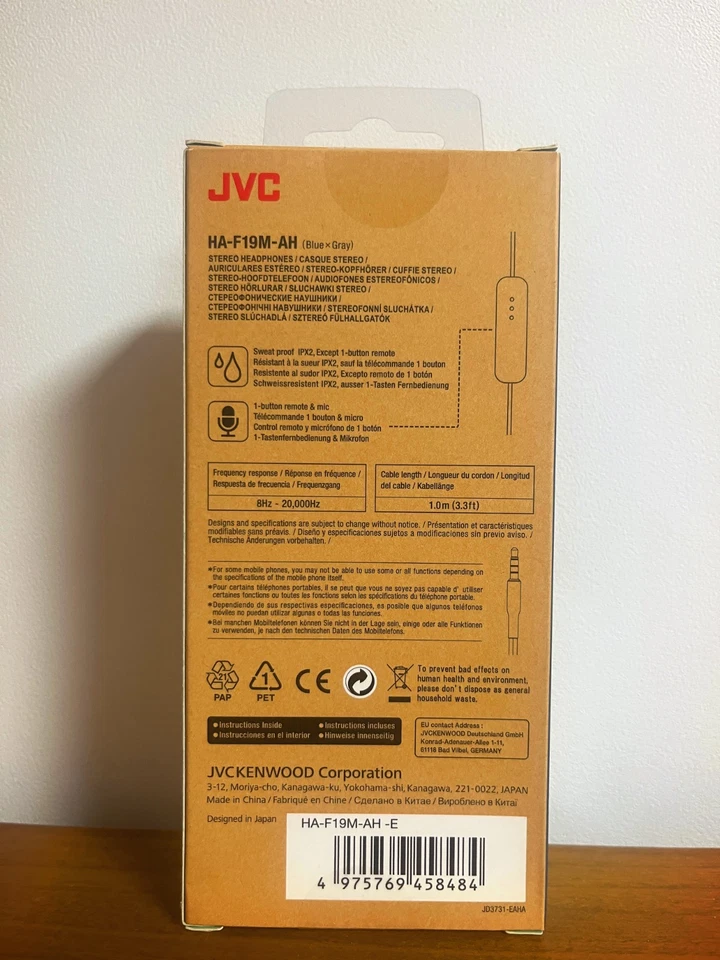 JVC
HA-F19M-AH (Blue×Gray)
STEREO HEADPHONES / CASQUE STEREO /
AURICULARES ESTÉREO / STEREO-KOPFHÖRER / CUFFIE STEREO /
STEREO-HOOFDTELEFOON / AUDIOFONES ESTEREOFÓNICOS /
STEREO HÖRLURAR / SŁUCHAWKI STEREO /
СТЕРЕОФОНИЧЕСКИЕ НАУШНИКИ /
СТЕРЕОФОНІЧНІ НАВУШНИКИ / STEREOFONNÍ SLUCHÁTKA /
STEREO SLÚCHADLÁ / SZTEREÓ FÜLHALLGATÓK
Sweat proof IPX2, Except 1-button remote
Résistant à la sueur IPX2, sauf la télécommande 1 bouton
Resistente al sudor IPX2, Excepto remoto de 1 botón
Schweissresistent IPX2, ausser 1-Tasten Fernbedienung
1-button remote & mic
Télécommande 1 bouton & micro
Control remoto y micrófono de 1 botón
1-Tastenfernbedienung & Mikrofon
Frequency response / Réponse en fréquence /
Respuesta de frecuencia / Frequenzgang
8Hz - 20,000Hz
Cable length / Longueur du cordon / Longitud
del cable / Kabellänge
1.0m (3.3ft)
Designs and specifications are subject to change without notice. / Présentation et caractéristiques
modifiables sans préavis. / Diseño y especificaciones sujetos a modificaciones sin previo aviso. /
Technische Änderungen vorbehalten. /
●For some mobile phones, you may not be able to use some or all functions depending on
the specifications of the mobile phone itself.
●Pour certains téléphones portables, il se peut que vous ne soyez pas capable d' utiliser
certaines fonctions ou toutes les fonctions selon les spécifications du téléphone portable.
●Dependiendo de sus respectivas especificaciones, es posible que algunos teléfonos
móviles no puedan utilizar algunas o todas las funciones.
●Bei manchen Mobiltelefonen können Sie nicht in der Lage sein, einige oder alle Funktionen
zu verwenden, je nach den technischen Daten des Mobiltelefons.
21
PAP
1
PET
CE
To prevent bad effects on
human health and environment,
please don't dispose as general
household waste.
● Instructions Inside
● Instructions incluses
● Instrucciones en el interior
● Hinweise innenseitig
EU contact Address :
JVCKENWOOD Deutschland GmbH
Konrad-Adenauer-Allee 1-11,
61118 Bad Vilbel, GERMANY
JVCKENWOOD Corporation
3-12, Moriya-cho, Kanagawa-ku, Yokohama-shi, Kanagawa, 221-0022, JAPAN
Made in China / Fabriqué en Chine / Сделано в Китае / Вироблено в Китаї
Designed in Japan
HA-F19M-AH -E
4 975769 458484
JD3731-EAHA